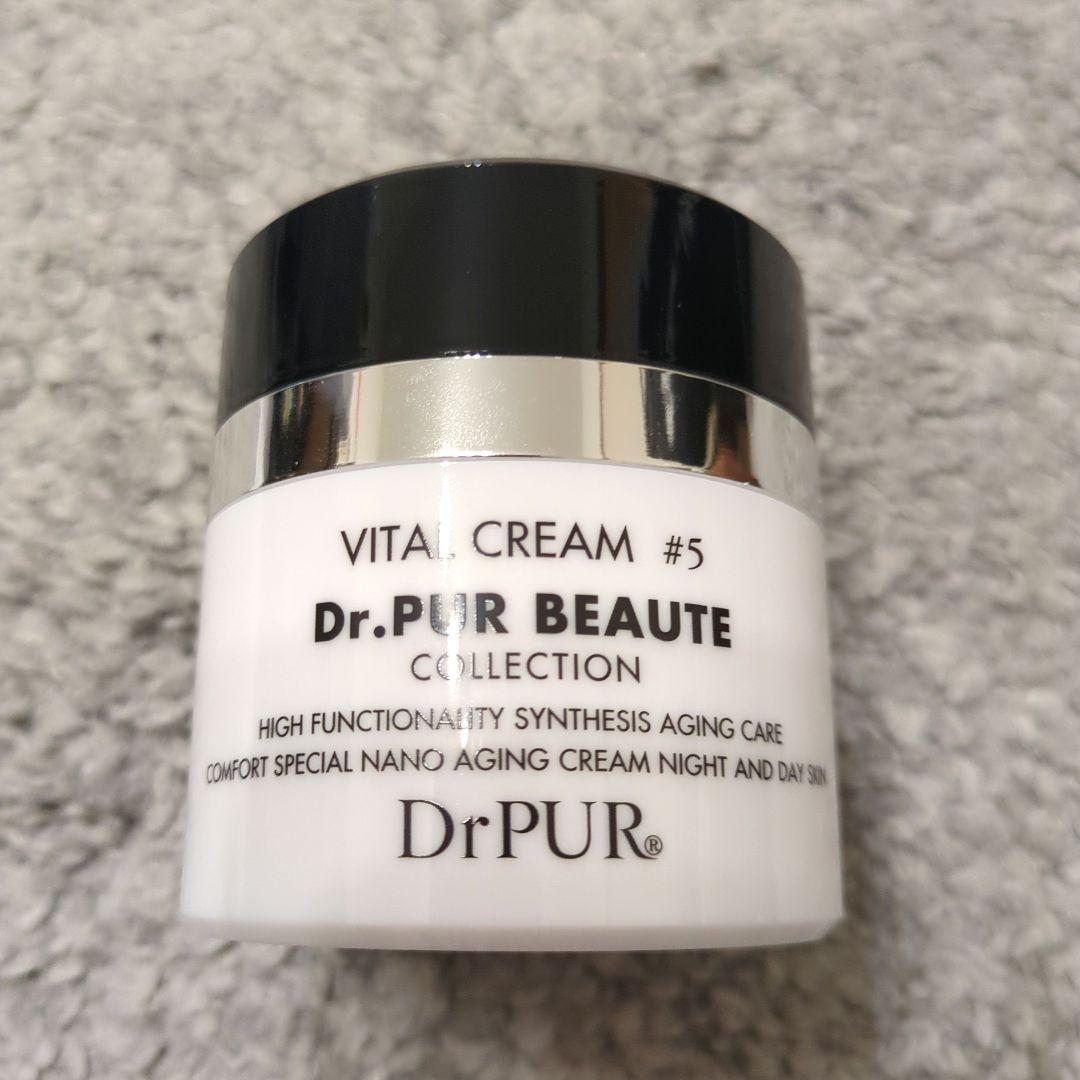 VITAL CREAM #5
Dr.PUR BEAUTE
COLLECTION
HIGH FUNCTIONALITY SYNTHESIS AGING CARE
COMFORT SPECIAL NANO AGING CREAM NIGHT AND DAY SKIN
DrPUR®